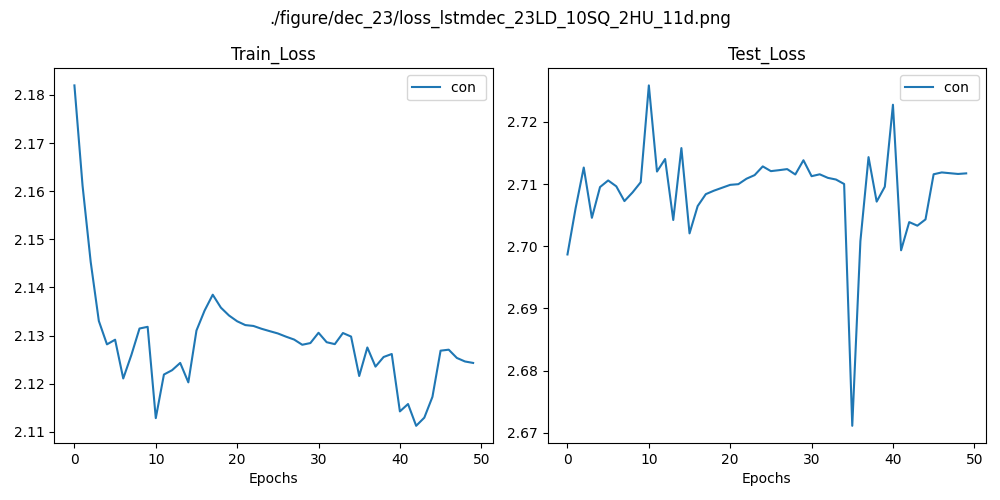 ./figure/dec_23/loss_lstmdec_23LD_10SQ_2HU_11d.png
Train_Loss
con
2.18
2.17
2.16
2.15
2.14
2.13
2.12
2.11
0 10 20 30 40 50
Epochs
Test_Loss
con
2.72
2.71
2.70
2.69
2.68
2.67
0 10 20 30 40 50
Epochs